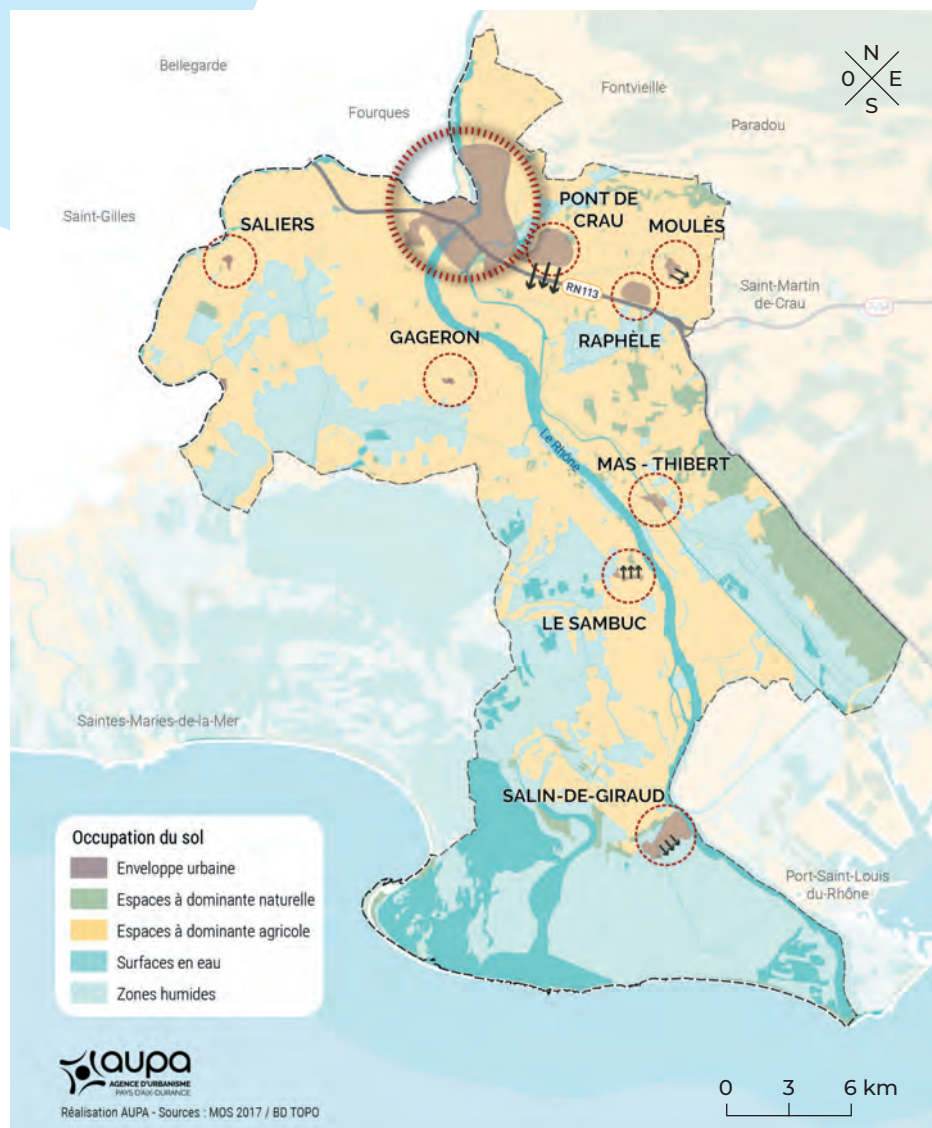 Bellegarde
N
O E
S
Fontvieille
Fourques
Paradou
PONT DE
CRAU
MOULÈS
Saint-Gilles
SALIERS
Saint-Martin
de-Crau
RN113
RAPHÈLE
GAGERON
Le Rhône
MAS - THIBERT
LE SAMBUC
Saintes-Maries-de-la-Mer
SALIN-DE-GIRAUD
Port-Saint-Louis
du-Rhône
Occupation du sol
Enveloppe urbaine
Espaces à dominante naturelle
Espaces à dominante agricole
Surfaces en eau
Zones humides
aupa
AGENCE D'URBANISME
PAYS D'AIX-DURANCE
Réalisation AUPA - Sources : MOS 2017 / BD TOPO
0 3 6 km